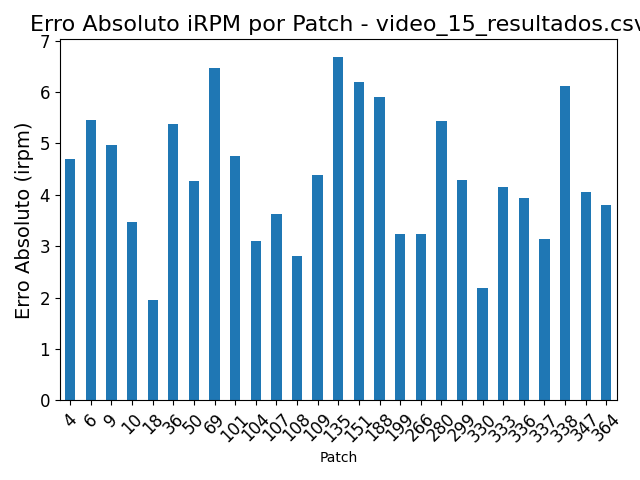 Erro Absoluto iRPM por Patch - video_15_resultados.csv
Erro Absoluto (irpm)
7
6
5
4
3
2
1
0
4 6 9 10 18 36 50 69 101 104 107 108 109 135 151 188 199 266 280 299 330 333 336 337 338 347 364
Patch